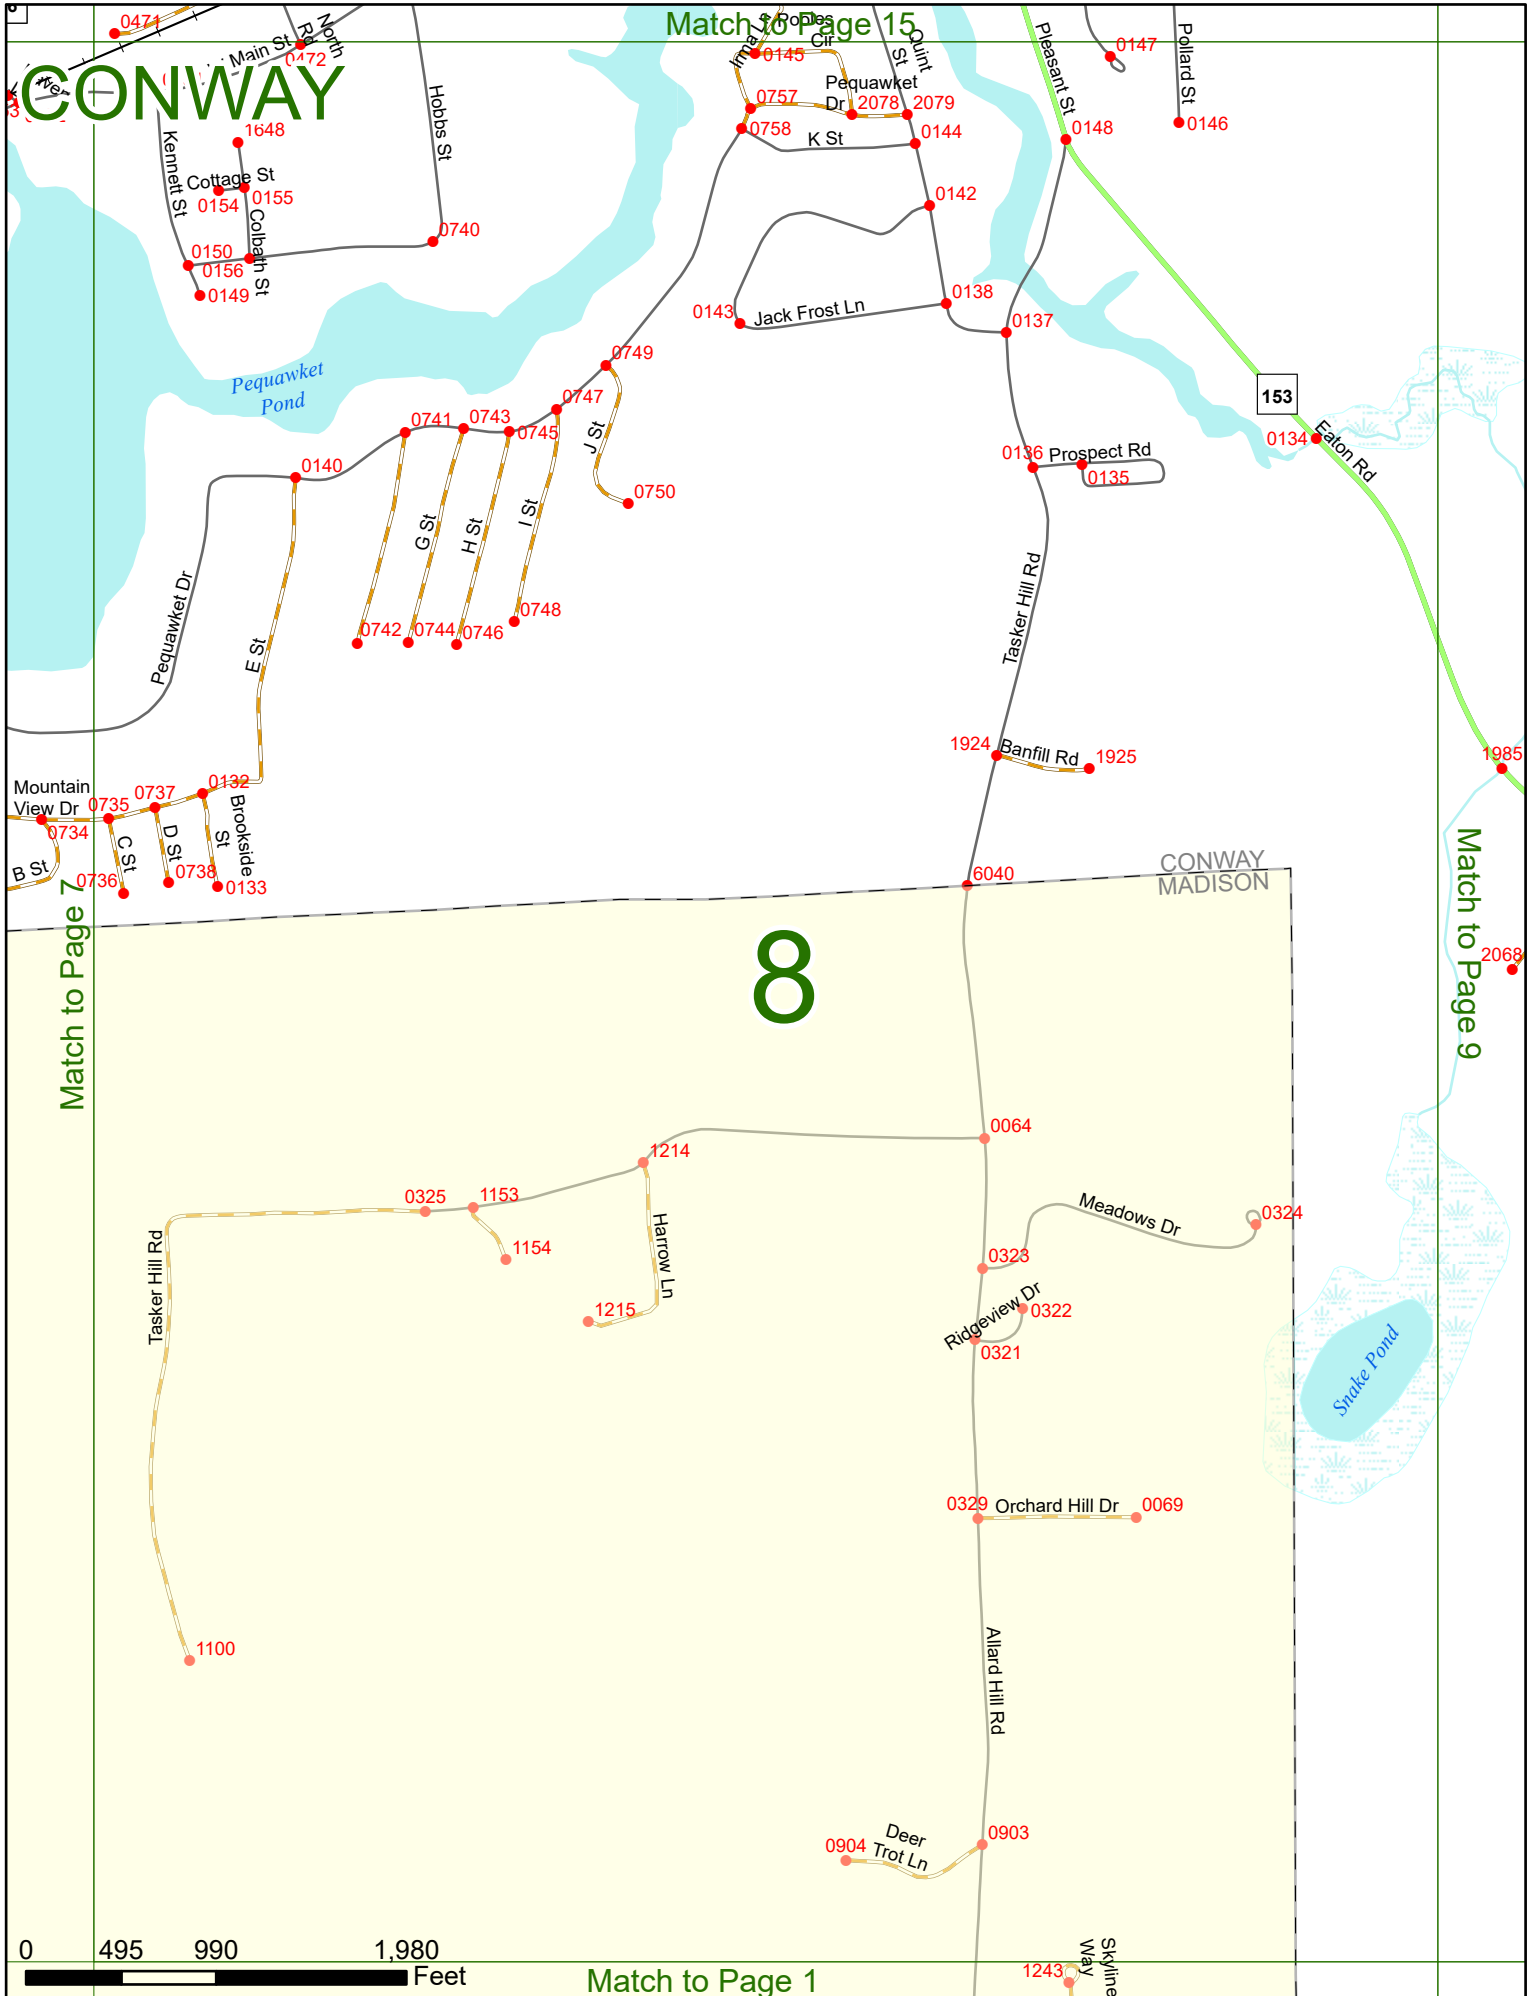 0471
Match to Page 15
CONWAY
Main St
North
Rd
0472
Hobbs St
Kennett St
1648
Cottage St
0154
0155
Colbath St
0150
0156
0149
0740
Cir
0145
Quint
St
0757
Pequawket
Dr
2078
2079
0758
K St
0144
0142
0143
Jack Frost Ln
0138
0137
Pleasant St
0147
Pollard St
0146
0148
153
0134
Eaton Rd
Pequawket
Pond
0749
0747
0741
0743
0745
0140
J St
0750
I St
H St
G St
0742
0744
0746
0748
0136
Prospect Rd
0135
Tasker Hill Rd
Pequawket Dr
E St
1924
Banfill Rd
1925
1985
Mountain
View Dr
0734
0735
0737
0132
Brookside
St
B St
C St
D St
0736
0738
0133
6040
CONWAY
MADISON
Match to Page 7
8
Match to Page 9
2068
0064
1214
0325
1153
1154
Harrow Ln
1215
Tasker Hill Rd
Meadows Dr
0324
0323
Ridgeview Dr
0322
0321
Snake Pond
0329
Orchard Hill Dr
0069
1100
Allard Hill Rd
0903
Deer
Trot Ln
0904
0
495
990
1,980
Feet
Match to Page 1
1243
Skyline
Way